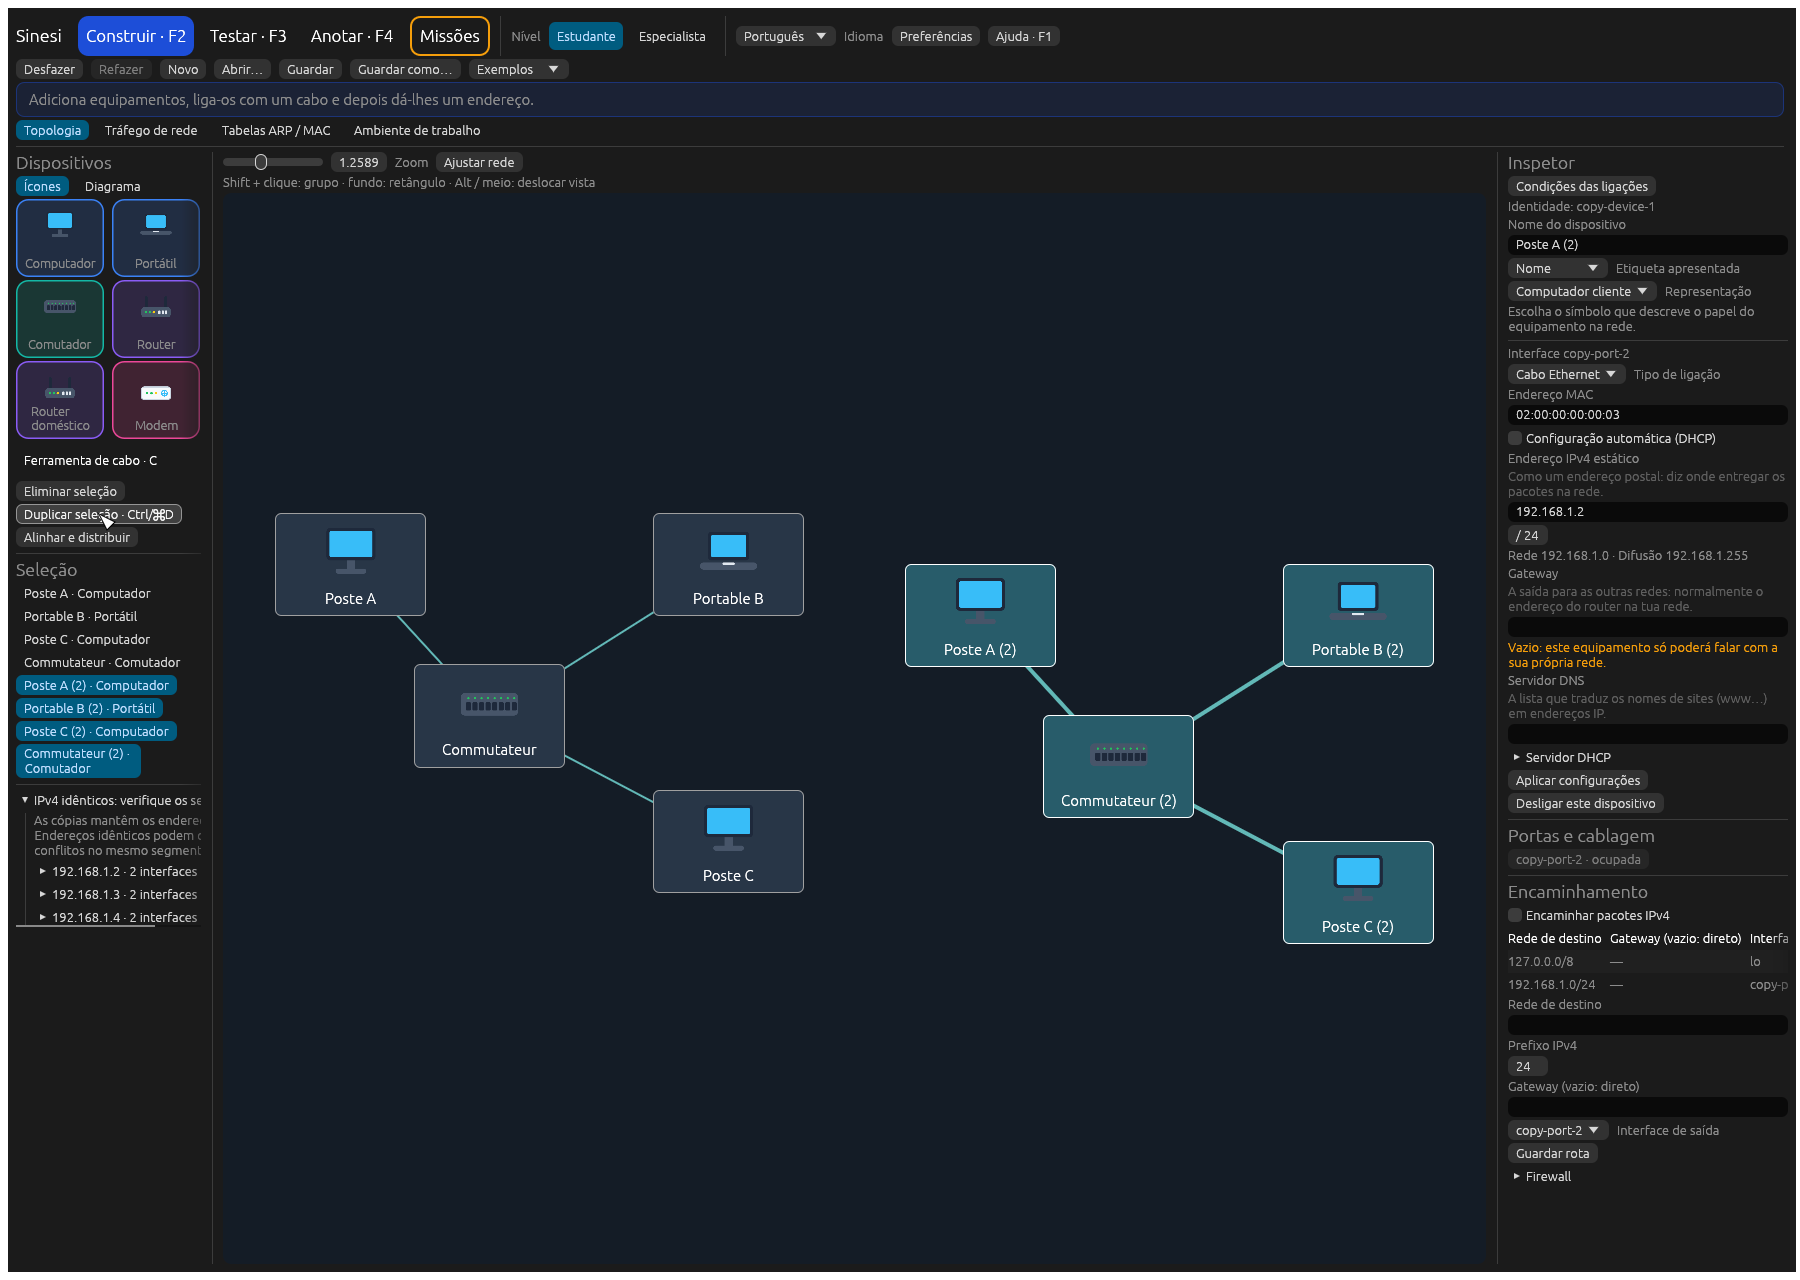 Sinesi
Construir · F2
Testar · F3
Anotar · F4
Missões
Nível
Estudante
Especialista
Português
Idioma
Preferências
Ajuda · F1
Desfazer
Refazer
Novo
Abrir…
Guardar
Guardar como…
Exemplos
Adiciona equipamentos, liga-os com um cabo e depois dá-lhes um endereço.
Topologia
Tráfego de rede
Tabelas ARP / MAC
Ambiente de trabalho
Dispositivos
Ícones
Diagrama
Computador
Portátil
Comutador
Router
Router
doméstico
Modem
Ferramenta de cabo · C
Eliminar seleção
Duplicar seleção · Ctrl/⌘D
Alinhar e distribuir
Seleção
Poste A · Computador
Portable B · Portátil
Poste C · Computador
Commutateur · Comutador
Poste A (2) · Computador
Portable B (2) · Portátil
Poste C (2) · Computador
Commutateur (2) ·
Comutador
IPv4 idênticos: verifique os se
As cópias mantêm os endere
Endereços idênticos podem
conflitos no mesmo segment
192.168.1.2 · 2 interfaces
192.168.1.3 · 2 interfaces
192.168.1.4 · 2 interfaces
1.2589
Zoom
Ajustar rede
Shift + clique: grupo · fundo: retângulo · Alt / meio: deslocar vista
Poste A
Portable B
Commutateur
Poste C
Poste A (2)
Portable B (2)
Commutateur (2)
Poste C (2)
Inspetor
Condições das ligações
Identidade: copy-device-1
Nome do dispositivo
Poste A (2)
Nome
Etiqueta apresentada
Computador cliente
Representação
Escolha o símbolo que descreve o papel do
equipamento na rede.
Interface copy-port-2
Cabo Ethernet
Tipo de ligação
Endereço MAC
02:00:00:00:00:03
Configuração automática (DHCP)
Endereço IPv4 estático
Como um endereço postal: diz onde entregar os
pacotes na rede.
192.168.1.2
/ 24
Rede 192.168.1.0 · Difusão 192.168.1.255
Gateway
A saída para as outras redes: normalmente o
endereço do router na tua rede.
Vazio: este equipamento só poderá falar com a
sua própria rede.
Servidor DNS
A lista que traduz os nomes de sites (www…)
em endereços IP.
Servidor DHCP
Aplicar configurações
Desligar este dispositivo
Portas e cablagem
copy-port-2 · ocupada
Encaminhamento
Encaminhar pacotes IPv4
Rede de destino Gateway (vazio: direto) Interfa
127.0.0.0/8 — lo
192.168.1.0/24 — copy-p
Rede de destino
Prefixo IPv4
24
Gateway (vazio: direto)
copy-port-2
Interface de saída
Guardar rota
Firewall